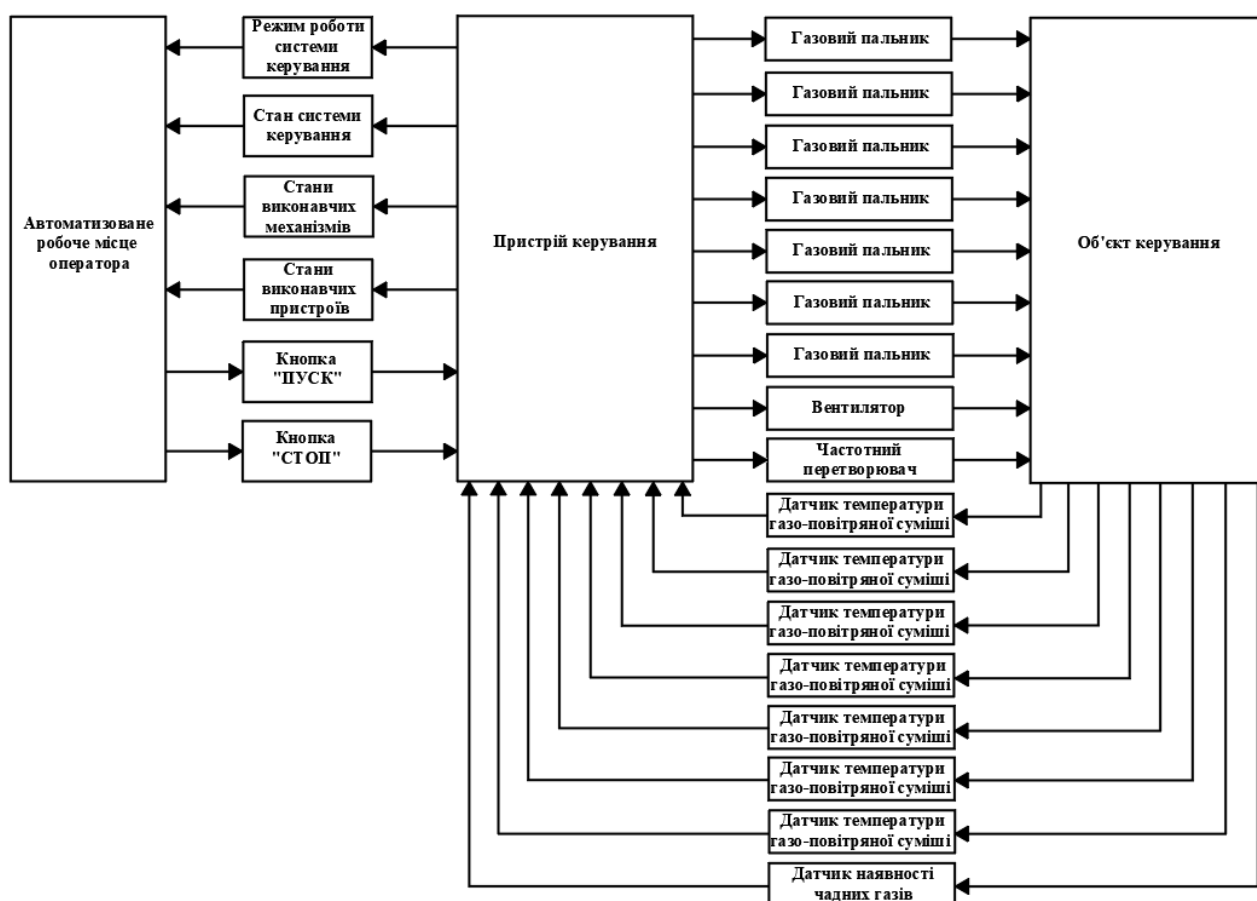 Автоматизоване
робоче місце
оператора
Режим роботи
системи
керування
Стан системи
керування
Стани
виконавчих
механізмів
Стани
виконавчих
пристроїв
Кнопка
"ПУСК"
Кнопка
"СТОП"
Пристрій керування
Газовий пальник
Газовий пальник
Газовий пальник
Газовий пальник
Газовий пальник
Газовий пальник
Газовий пальник
Вентилятор
Частотний
перетворювач
Об'єкт керування
Датчик температури
газо-повітряної суміші
Датчик температури
газо-повітряної суміші
Датчик температури
газо-повітряної суміші
Датчик температури
газо-повітряної суміші
Датчик температури
газо-повітряної суміші
Датчик температури
газо-повітряної суміші
Датчик температури
газо-повітряної суміші
Датчик наявності
чадних газів